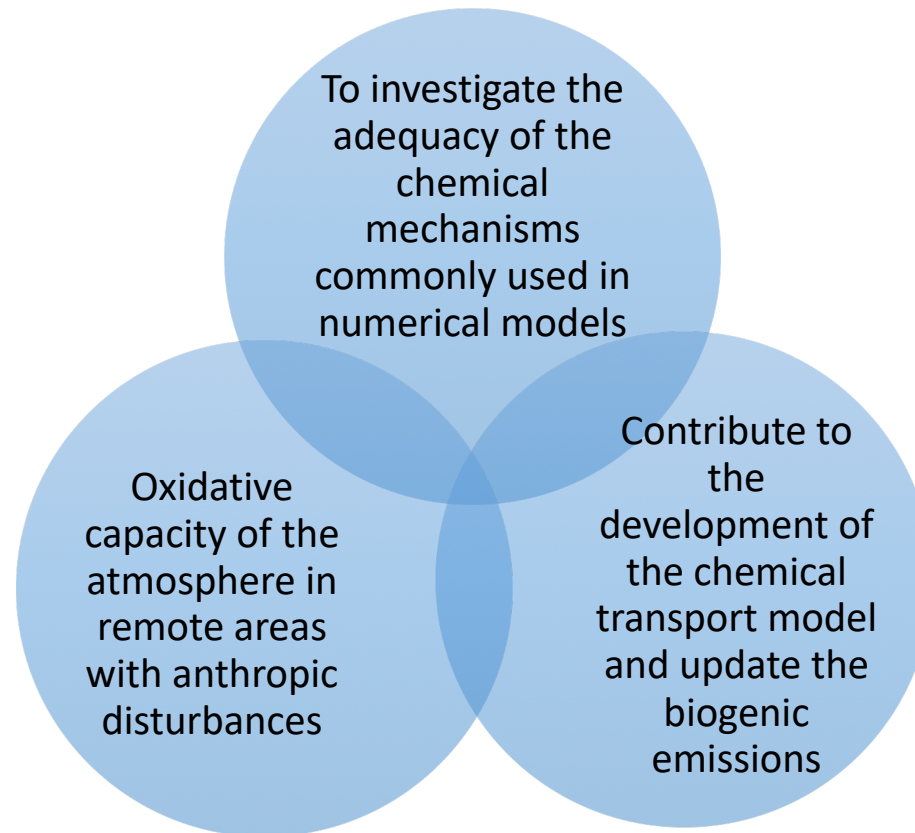 To investigate the
adequacy of the
chemical
mechanisms
commonly used in
numerical models
Oxidative
capacity of the
atmosphere in
remote areas
with anthropic
disturbances
Contribute to
the
development of
the chemical
transport model
and update the
biogenic
emissions